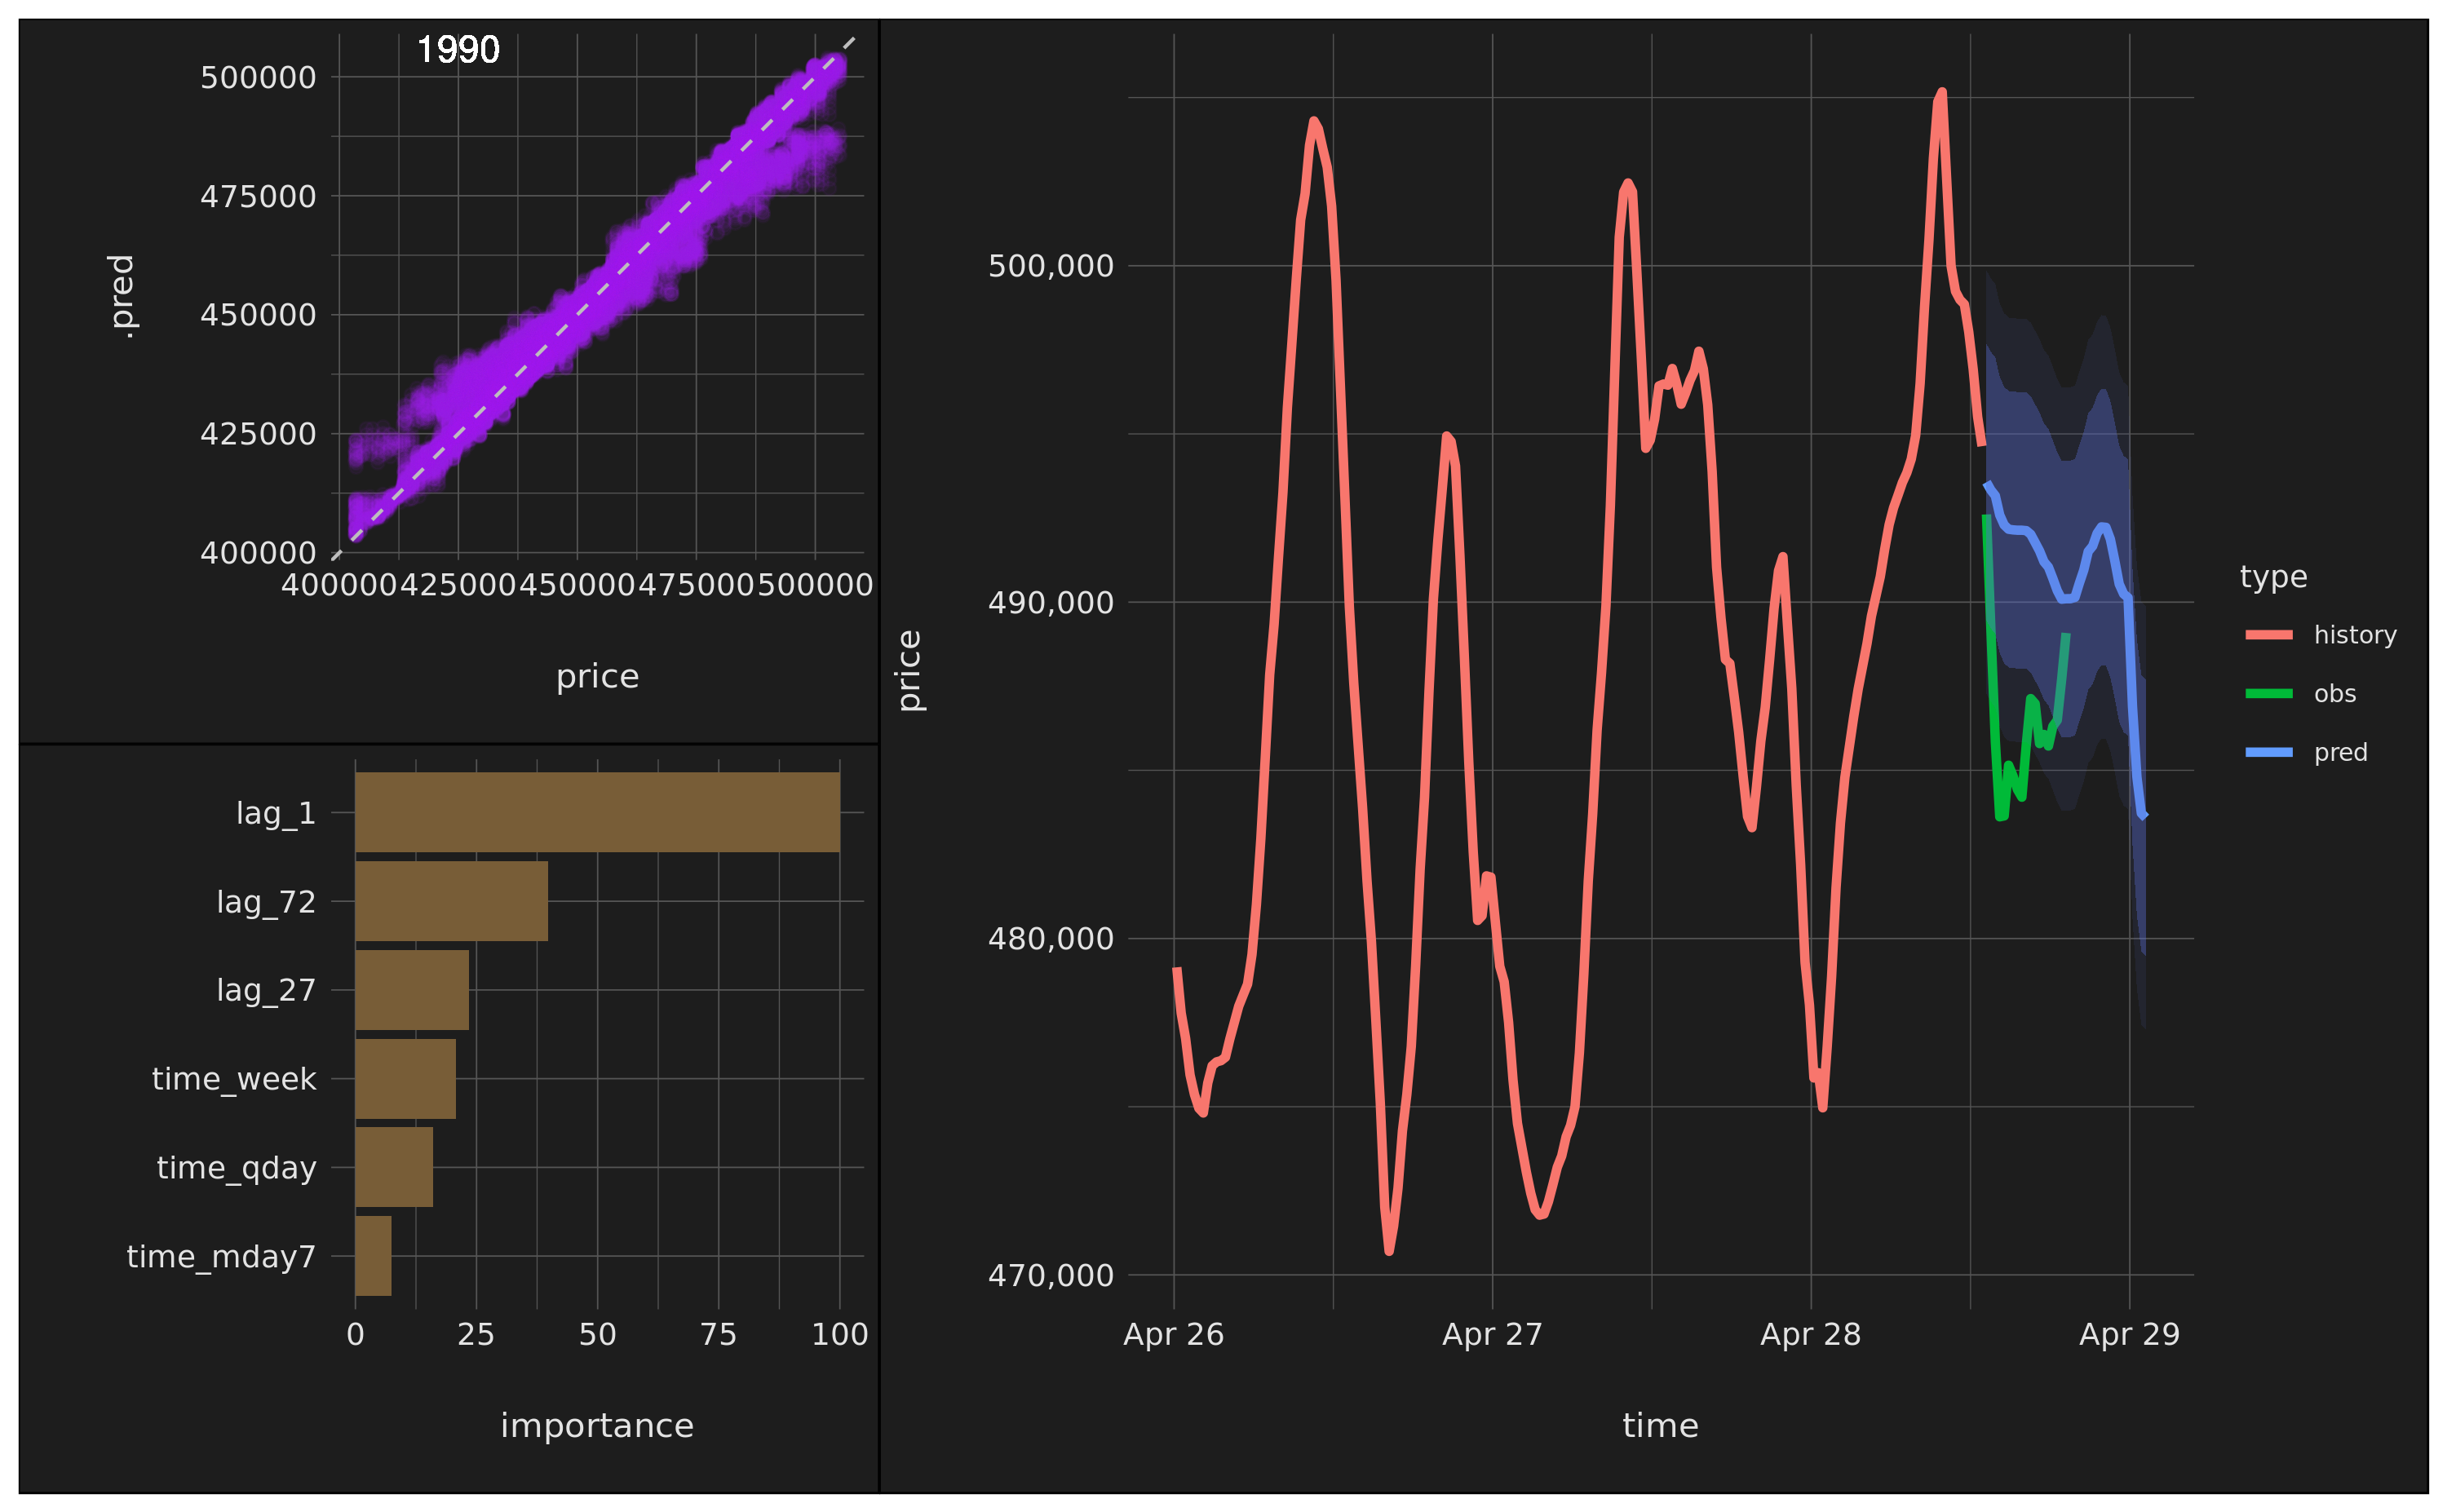 1990
500000
475000
450000
425000
400000
.pred
400000 425000 450000 475000 500000
price
lag_1
lag_72
lag_27
time_week
time_qday
time_mday7
0 25 50 75 100
importance
500,000
490,000
480,000
470,000
price
Apr 26 Apr 27 Apr 28 Apr 29
time
type
history
obs
pred